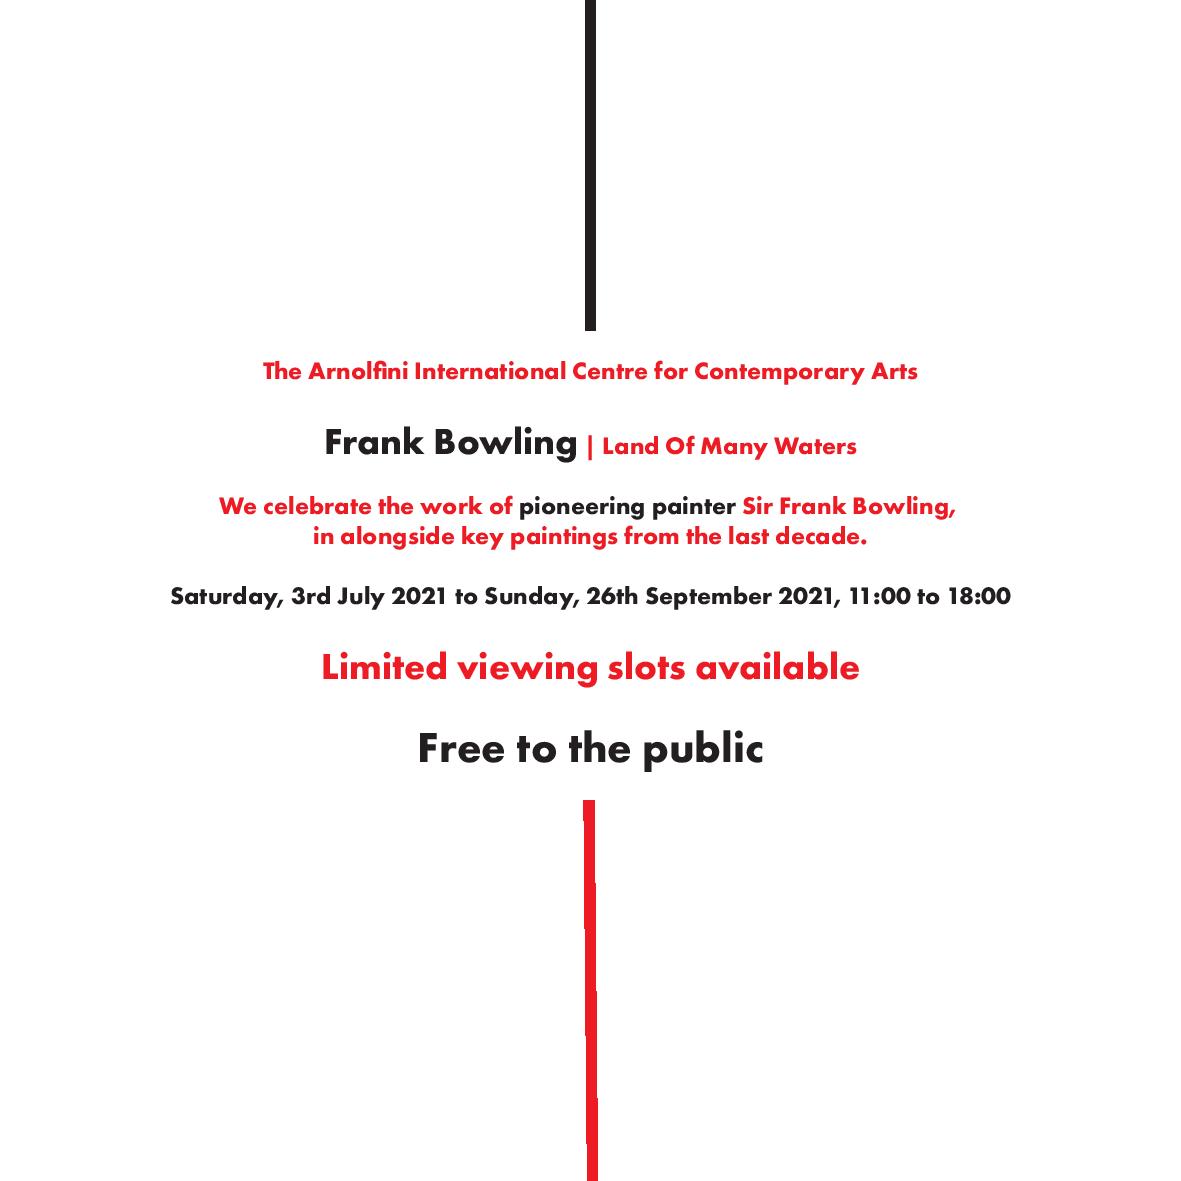 The Arnolfini International Centre for Contemporary Arts
Frank Bowling | Land Of Many Waters
We celebrate the work of pioneering painter Sir Frank Bowling,
in alongside key paintings from the last decade.
Saturday, 3rd July 2021 to Sunday, 26th September 2021, 11:00 to 18:00
Limited viewing slots available
Free to the public